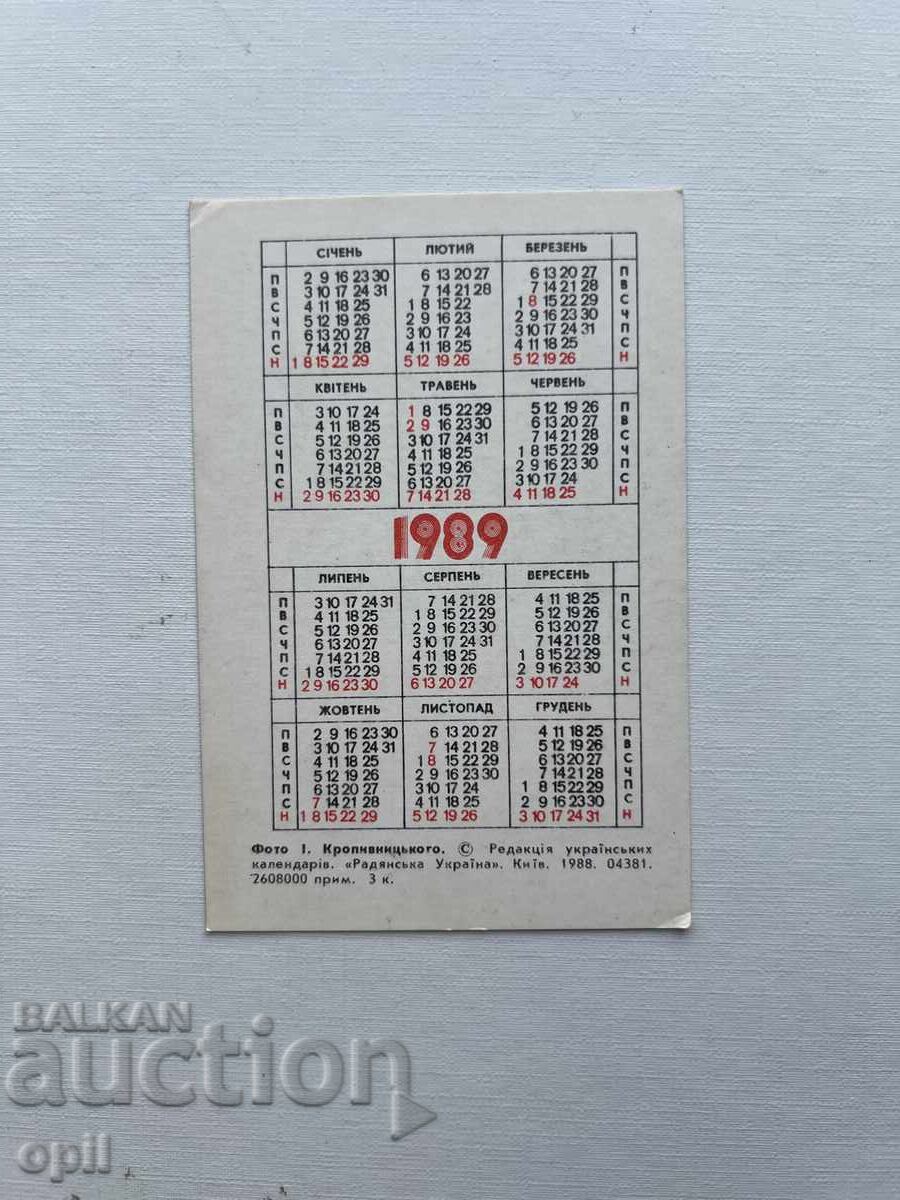 СІЧЕНЬ ЛЮТИЙ БЕРЕЗЕНЬ
П 2 9 16 23 30 6 13 20 27 6 13 20 27 П
В 3 10 17 24 31 7 14 21 28 7 14 21 28 В
С 4 11 18 25 1 8 15 22 1 8 15 22 29 С
Ч 5 12 19 26 2 9 16 23 2 9 16 23 30 Ч
П 6 13 20 27 3 10 17 24 3 10 17 24 31 П
С 7 14 21 28 4 11 18 25 4 11 18 25 С
Н 1 8 15 22 29 5 12 19 26 5 12 19 26 Н
КВІТЕНЬ ТРАВЕНЬ ЧЕРВЕНЬ
П 3 10 17 24 1 8 15 22 29 5 12 19 26 П
В 4 11 18 25 2 9 16 23 30 6 13 20 27 В
С 5 12 19 26 3 10 17 24 31 7 14 21 28 С
Ч 6 13 20 27 4 11 18 25 1 8 15 22 29 Ч
П 7 14 21 28 5 12 19 26 2 9 16 23 30 П
С 1 8 15 22 29 6 13 20 27 3 10 17 24 С
Н 2 9 16 23 30 7 14 21 28 4 11 18 25 Н
1989
ЛИПЕНЬ СЕРПЕНЬ ВЕРЕСЕНЬ
П 3 10 17 24 31 7 14 21 28 4 11 18 25 П
В 4 11 18 25 1 8 15 22 29 5 12 19 26 В
С 5 12 19 26 2 9 16 23 30 6 13 20 27 С
Ч 6 13 20 27 3 10 17 24 31 7 14 21 28 Ч
П 7 14 21 28 4 11 18 25 1 8 15 22 29 П
С 1 8 15 22 29 5 12 19 26 2 9 16 23 30 С
Н 2 9 16 23 30 6 13 20 27 3 10 17 24 Н
ЖОВТЕНЬ ЛИСТОПАД ГРУДЕНЬ
П 2 9 16 23 30 6 13 20 27 4 11 18 25 П
В 3 10 17 24 31 7 14 21 28 5 12 19 26 В
С 4 11 18 25 1 8 15 22 29 6 13 20 27 С
Ч 5 12 19 26 2 9 16 23 30 7 14 21 28 Ч
П 6 13 20 27 3 10 17 24 1 8 15 22 29 П
С 7 14 21 28 4 11 18 25 2 9 16 23 30 С
Н 1 8 15 22 29 5 12 19 26 3 10 17 24 31 Н
Фото І. Кропивницького. © Редакція українських
календарів. «Радянська Україна». Київ. 1988. 04381.
2608000 прим. 3 к.
BALKAN
auction
opil